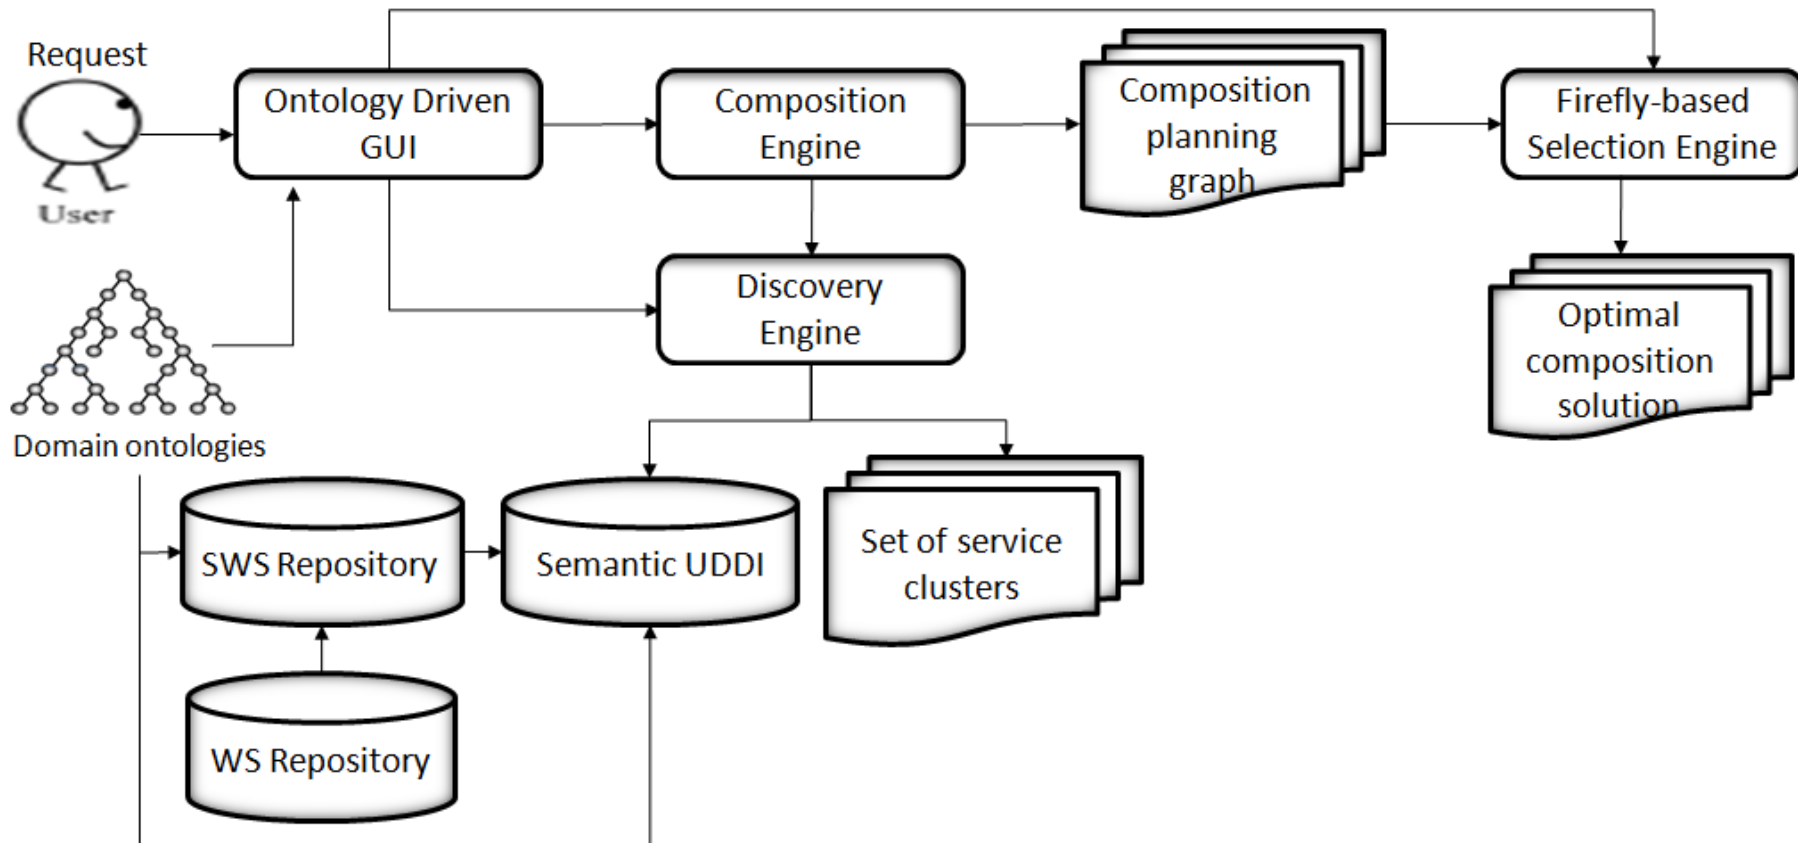 Request
User
Ontology Driven
GUI
Composition
Engine
Composition
planning
graph
Firefly-based
Selection Engine
Discovery
Engine
Optimal
composition
solution
Domain ontologies
SWS Repository
Semantic UDDI
Set of service
clusters
WS Repository